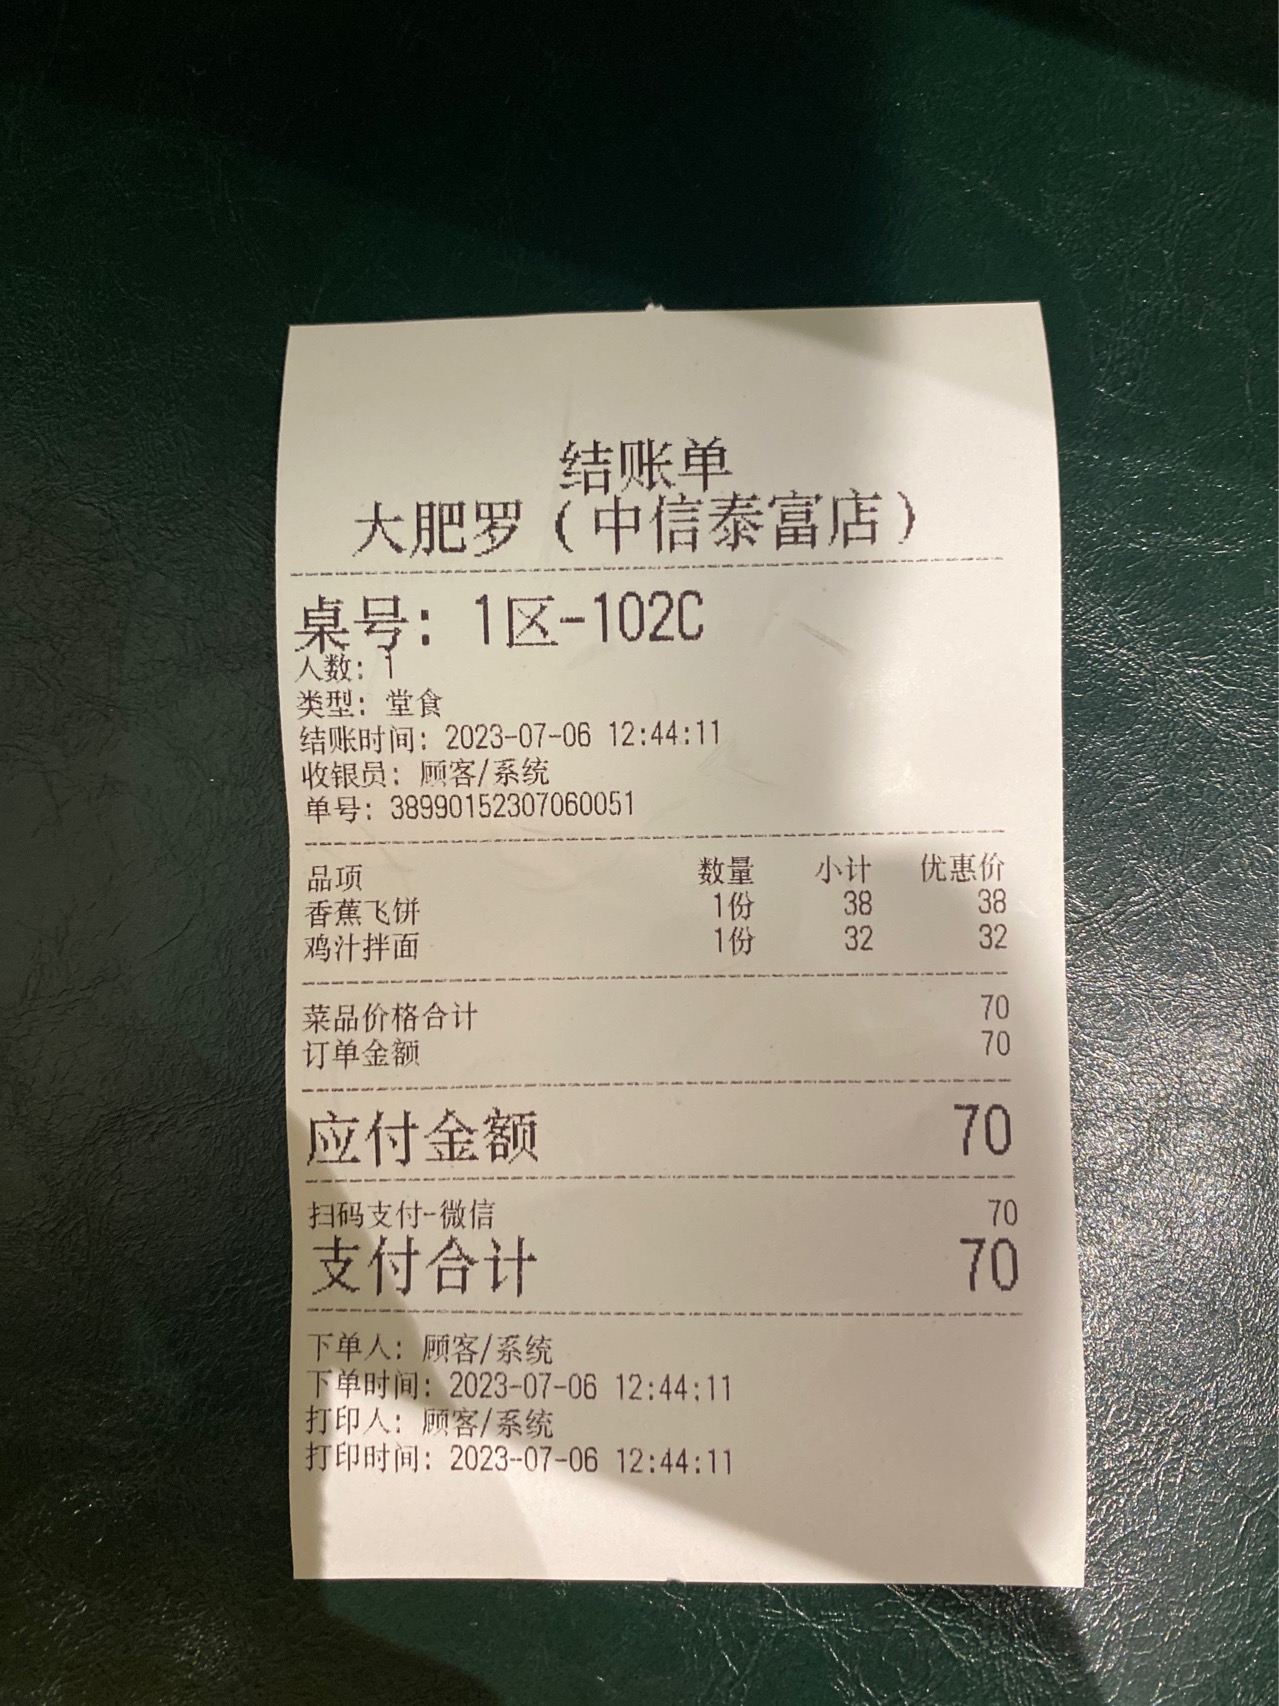 结账单
大肥罗（中信泰富店）
桌号：1区-102C
人数：1
类型：堂食
结账时间：2023-07-06 12:44:11
收银员：顾客/系统
单号：38990152307060051
品项 数量 小计 优惠价
香蕉飞饼 1份 38 38
鸡汁拌面 1份 32 32
菜品价格合计 70
订单金额 70
应付金额 70
扫码支付-微信 70
支付合计 70
下单人：顾客/系统
下单时间：2023-07-06 12:44:11
打印人：顾客/系统
打印时间：2023-07-06 12:44:11